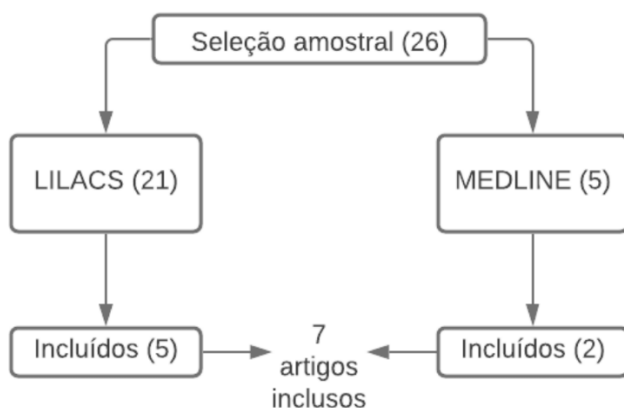 Seleção amostral (26)
LILACS (21)
MEDLINE (5)
Incluídos (5)
7
artigos
inclusos
Incluídos (2)